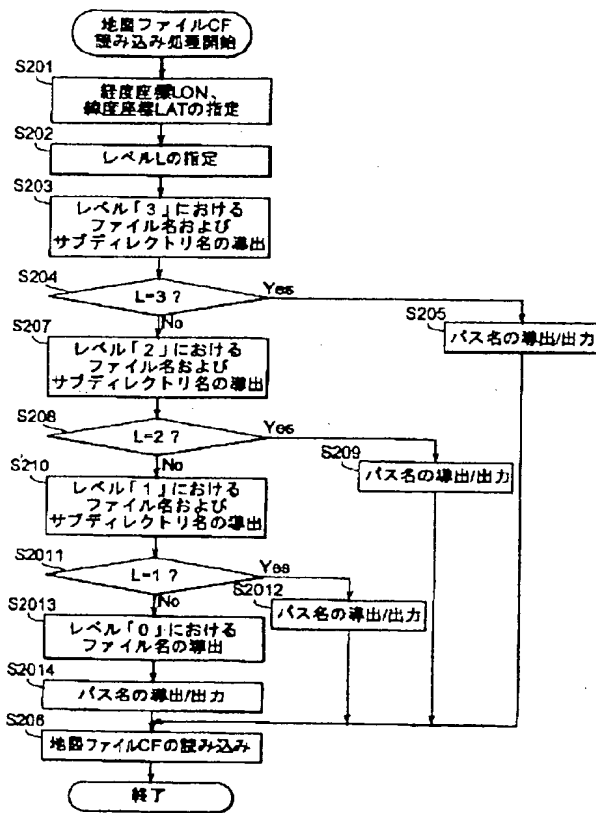 地図ファイルCF
読み込み処理開始
S201
経度座標LON、
緯度座標LATの指定
S202
レベルLの指定
S203
レベル「3」における
ファイル名および
サブディレクトリ名の導出
S204
L=3？
Yes
No
S205
パス名の導出/出力
S207
レベル「2」における
ファイル名および
サブディレクトリ名の導出
S208
L=2？
Yes
No
S209
パス名の導出/出力
S210
レベル「1」における
ファイル名および
サブディレクトリ名の導出
S2011
L=1？
Yes
No
S2012
パス名の導出/出力
S2013
レベル「0」における
ファイル名の導出
S2014
パス名の導出/出力
S206
地図ファイルCFの読み込み
終了